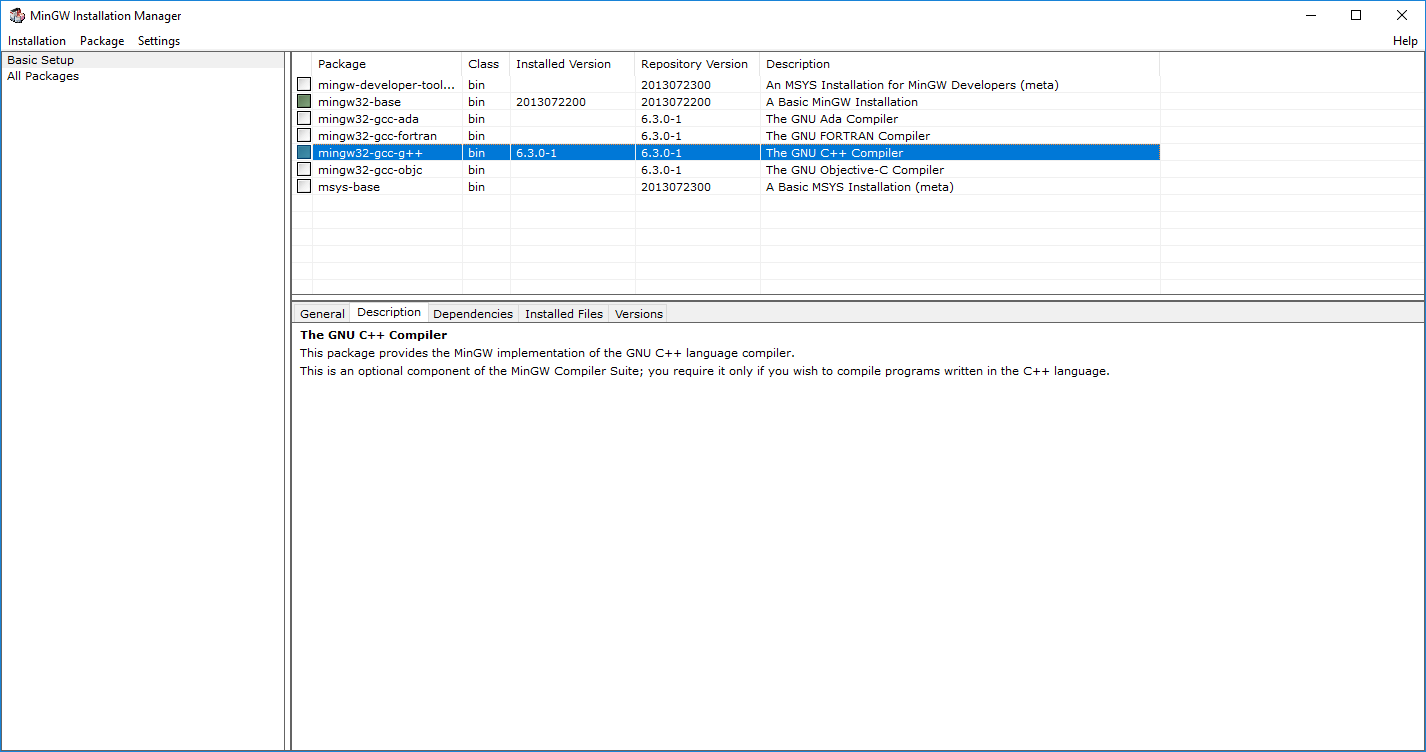 MinGW Installation Manager
Installation Package Settings Help
Basic Setup
All Packages
Package Class Installed Version Repository Version Description
mingw-developer-tool... bin 2013072300 An MSYS Installation for MinGW Developers (meta)
mingw32-base bin 2013072200 2013072200 A Basic MinGW Installation
mingw32-gcc-ada bin 6.3.0-1 The GNU Ada Compiler
mingw32-gcc-fortran bin 6.3.0-1 The GNU FORTRAN Compiler
mingw32-gcc-g++ bin 6.3.0-1 6.3.0-1 The GNU C++ Compiler
mingw32-gcc-objc bin 6.3.0-1 The GNU Objective-C Compiler
msys-base bin 2013072300 A Basic MSYS Installation (meta)
General Description Dependencies Installed Files Versions
The GNU C++ Compiler
This package provides the MinGW implementation of the GNU C++ language compiler.
This is an optional component of the MinGW Compiler Suite; you require it only if you wish to compile programs written in the C++ language.